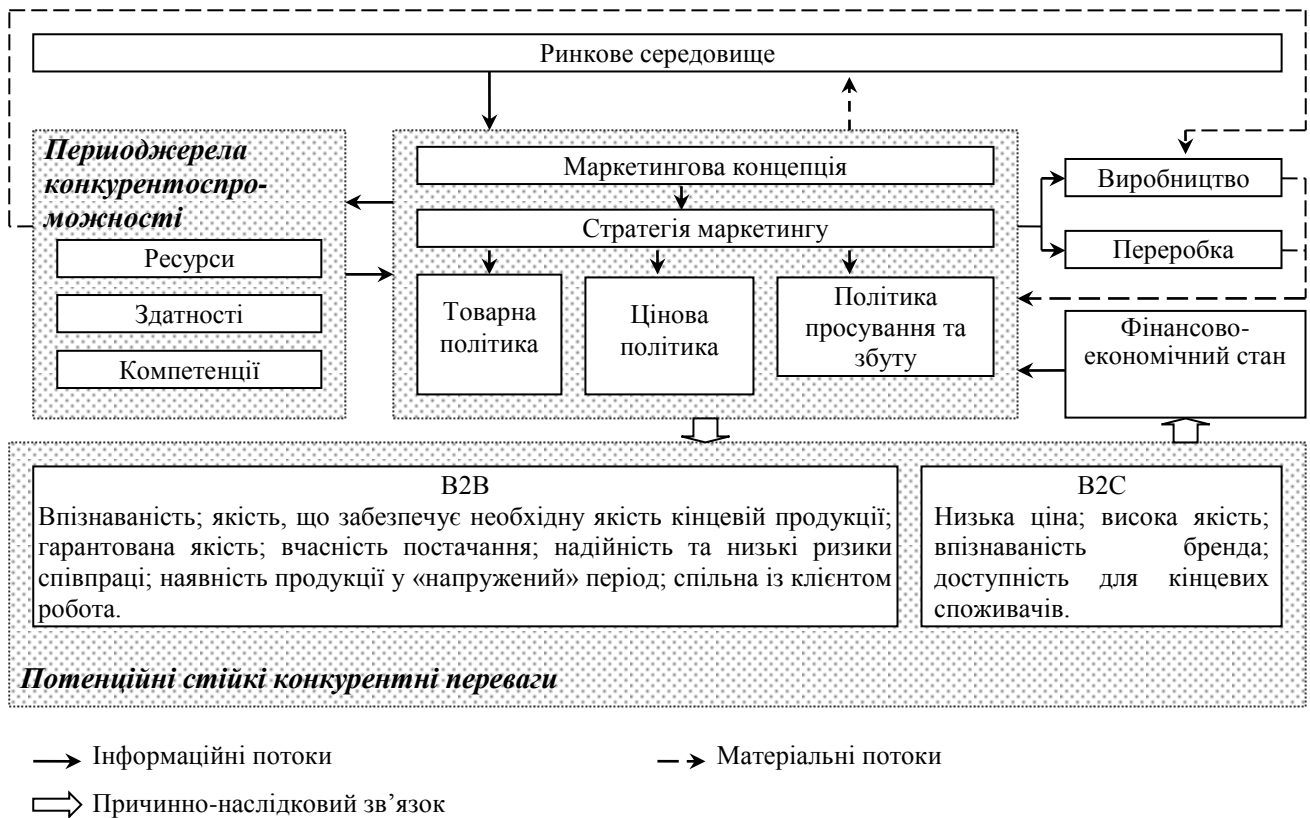 Ринкове середовище
Першоджерела
конкурентоспро-
можності
Ресурси
Здатності
Компетенції
Маркетингова концепція
Стратегія маркетингу
Товарна
політика
Цінова
політика
Політика
просування та
збуту
Виробництво
Переробка
Фінансово-
економічний стан
B2B
Впізнаваність; якість, що забезпечує необхідну якість кінцевій продукції;
гарантована якість; вчасність постачання; надійність та низькі ризики
співпраці; наявність продукції у «напружений» період; спільна із клієнтом
робота.
B2C
Низька ціна; висока якість;
впізнаваність бренда;
доступність для кінцевих
споживачів.
Потенційні стійкі конкурентні переваги
Інформаційні потоки
Матеріальні потоки
Причинно-наслідковий зв’язок